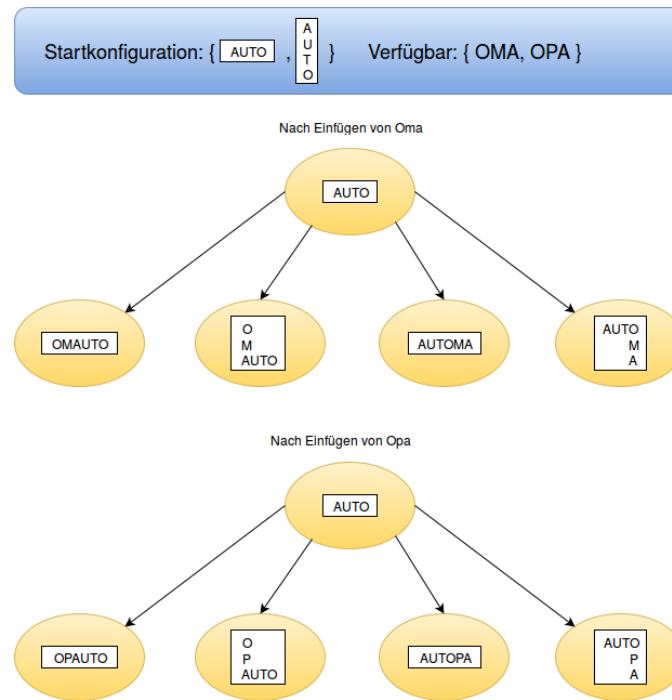 Startkonfiguration: { AUTO , A U T O } Verfügbar: { OMA, OPA }
Nach Einfügen von Oma
AUTO
OMAUTO
O
M
AUTO
AUTOMA
AUTO
M
A
Nach Einfügen von Opa
AUTO
OPAUTO
O
P
AUTO
AUTOPA
AUTO
P
A